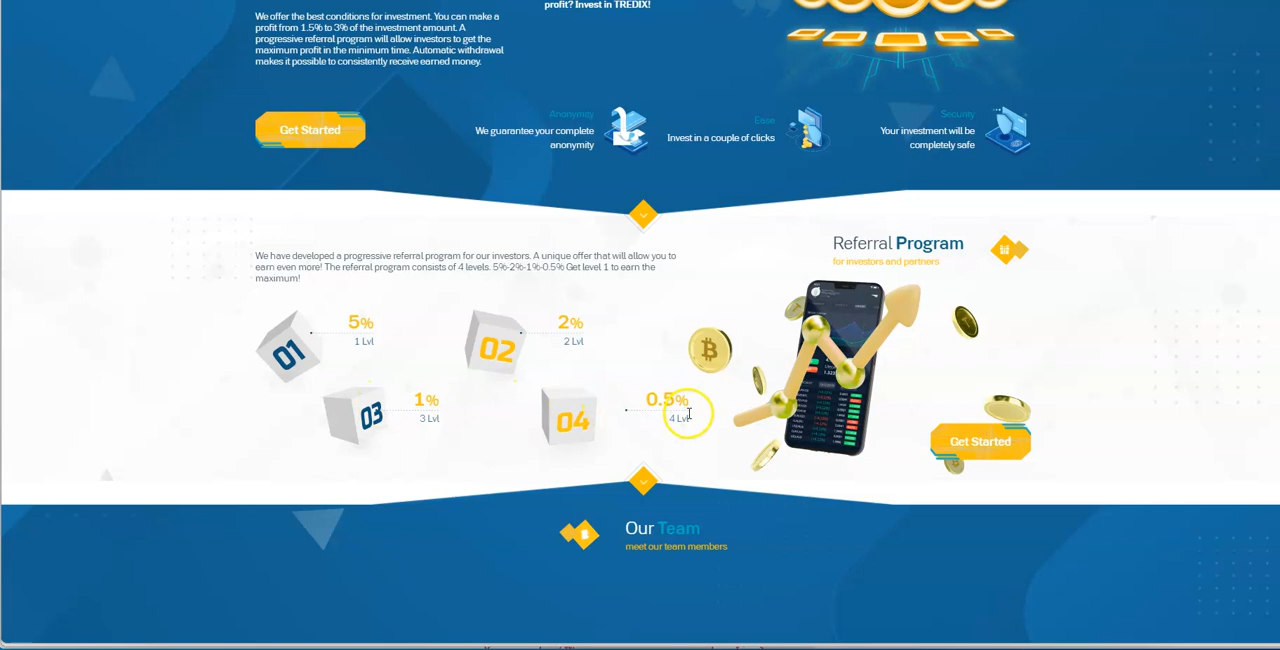 profit? Invest in TREDIX!
We offer the best conditions for investment. You can make a
profit from 1.5% to 3% of the investment amount. A
progressive referral program will allow investors to get the
maximum profit in the minimum time. Automatic withdrawal
makes it possible to consistently receive earned money.
Get Started
Anonymity
We guarantee your complete
anonymity
Ease
Invest in a couple of clicks
Security
Your investment will be
completely safe
Referral Program
for investors and partners
We have developed a progressive referral program for our investors. A unique offer that will allow you to
earn even more! The referral program consists of 4 levels. 5%-2%-1%-0.5% Get level 1 to earn the
maximum!
01
5%
1 Lvl
02
2%
2 Lvl
03
1%
3 Lvl
04
0.5%
4 Lvl
Get Started
Our Team
meet our team members